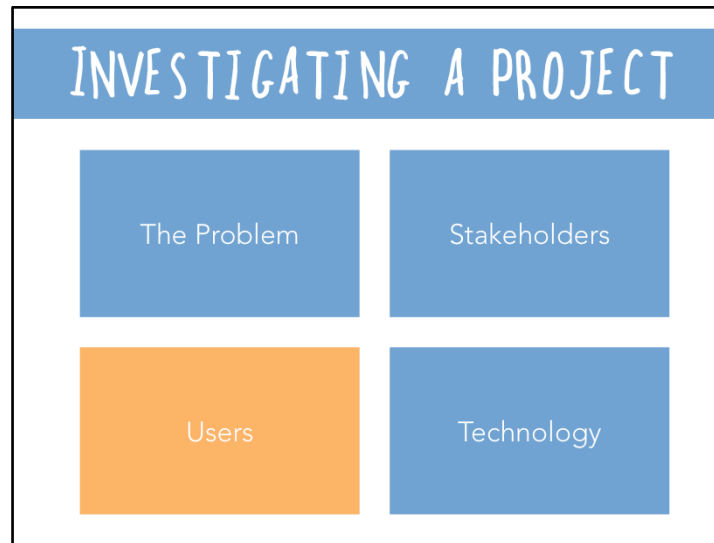 INVESTIGATING A PROJECT
The Problem
Stakeholders
Users
Technology